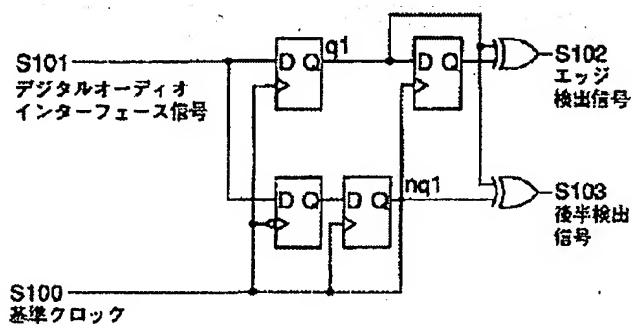 q1
D Q
D Q
S101
デジタルオーディオ
インターフェース信号
S102
エッジ
検出信号
D Q
D Q
nq1
S103
後半検出
信号
S100
基準クロック